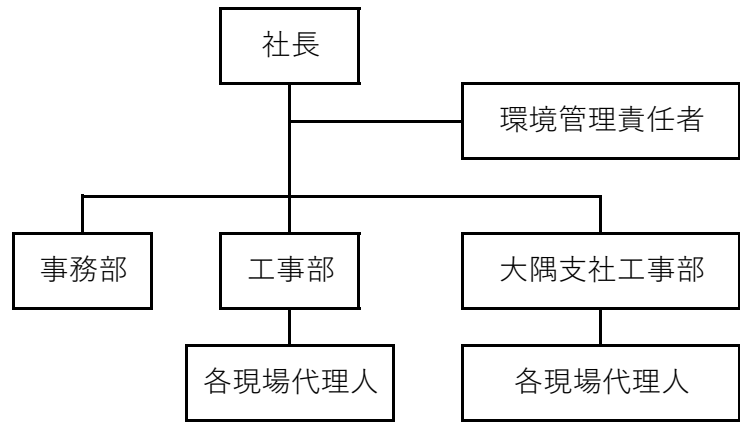 社長
環境管理責任者
事務部
工事部
大隅支社工事部
各現場代理人
各現場代理人